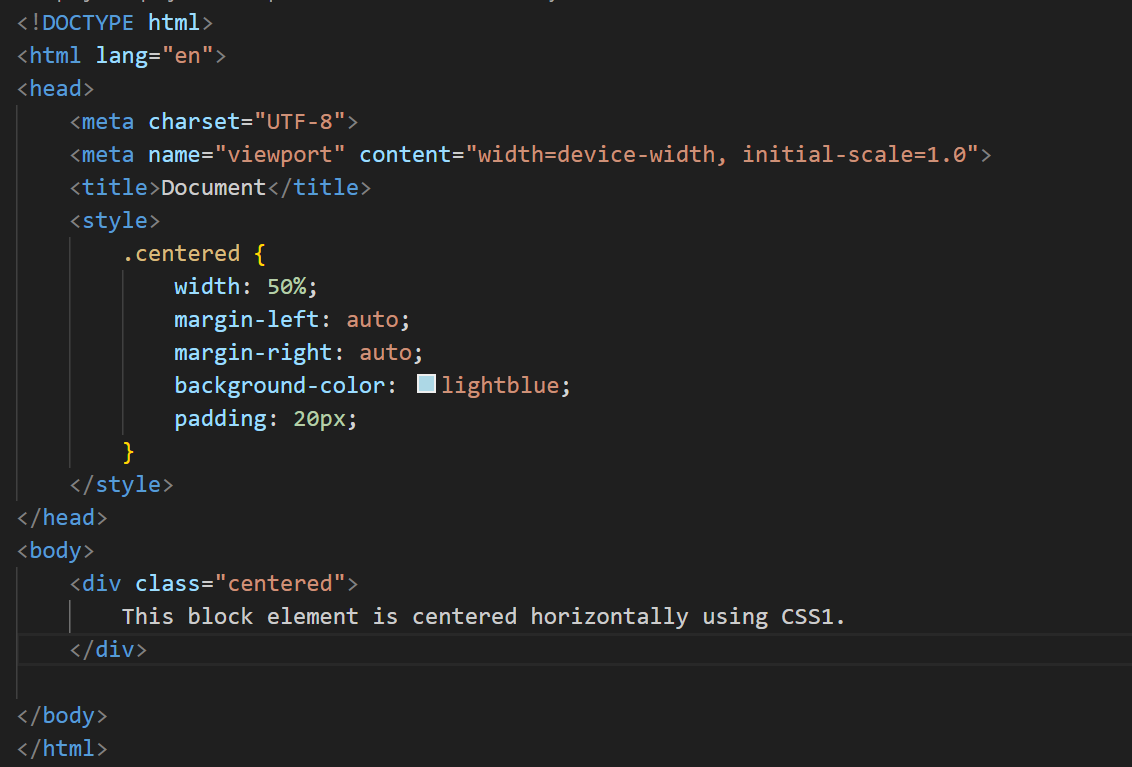 <!DOCTYPE html>
<html lang="en">
<head>
    <meta charset="UTF-8">
    <meta name="viewport" content="width=device-width, initial-scale=1.0">
    <title>Document</title>
    <style>
        .centered {
            width: 50%;
            margin-left: auto;
            margin-right: auto;
            background-color: lightblue;
            padding: 20px;
        }
    </style>
</head>
<body>
    <div class="centered">
        This block element is centered horizontally using CSS1.
    </div>

</body>
</html>